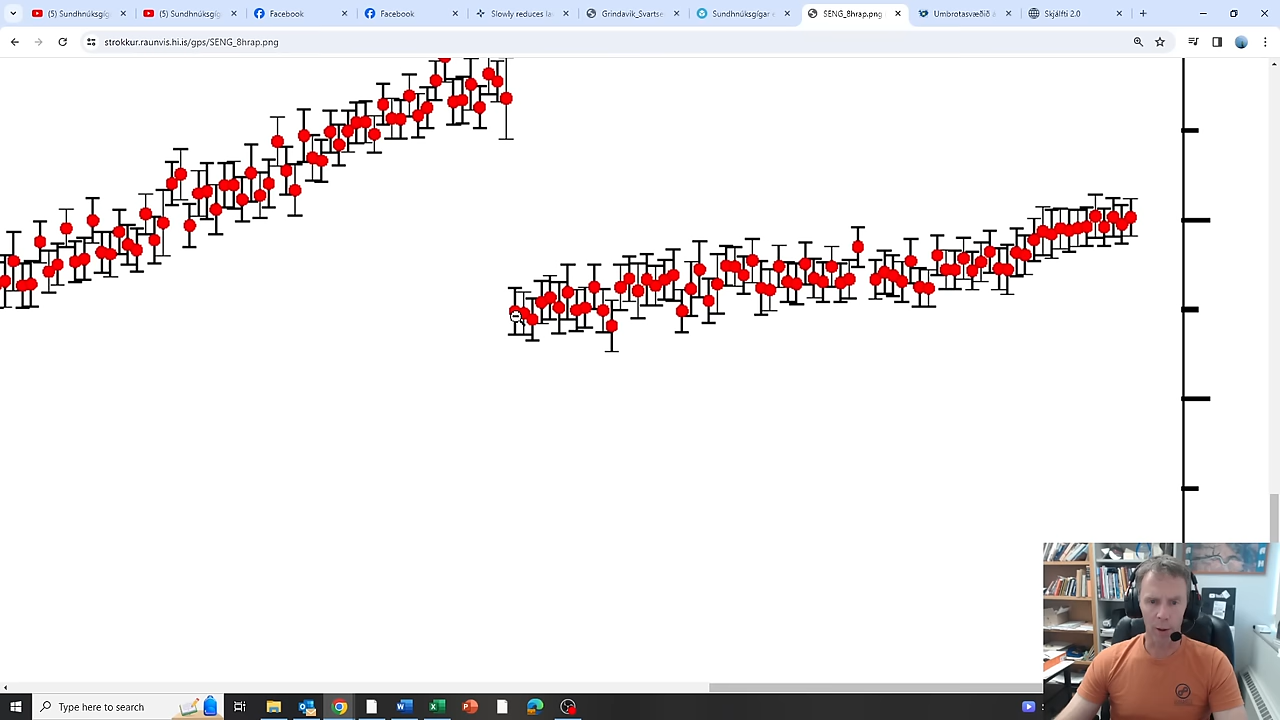 (5) Sundhnúksgíg
(5) Sundhnúksgíg
Facebook
Facebook
Slowly reduces la
Grindavik_Svartse
Sundhnúksgígar e
SENG_8hrap.png
Umbrotasvæðið á
Skjálfti 2.0
strokkur.raunvis.hi.is/gps/SENG_8hrap.png
Type here to search